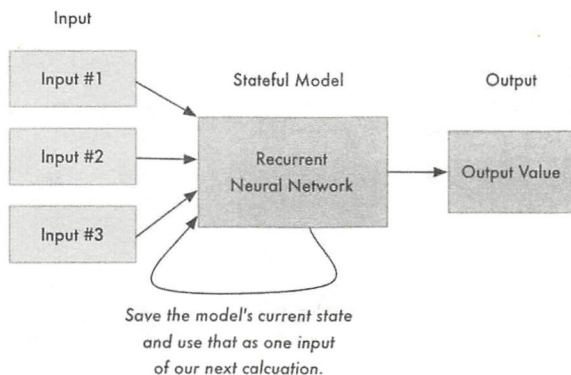 Input
Stateful Model
Output
Input #1
Input #2
Input #3
Recurrent
Neural Network
Output Value
Save the model's current state
and use that as one input
of our next calcuation.